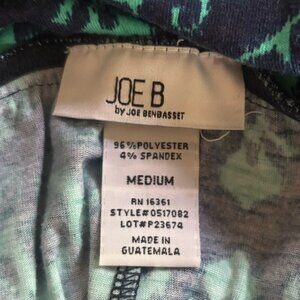 JOE B
by JOE BENBASSET
96%POLYESTER
4% SPANDEX
MEDIUM
RN 16361
STYLE#0517082
LOT#P23674
MADE IN
GUATEMALA